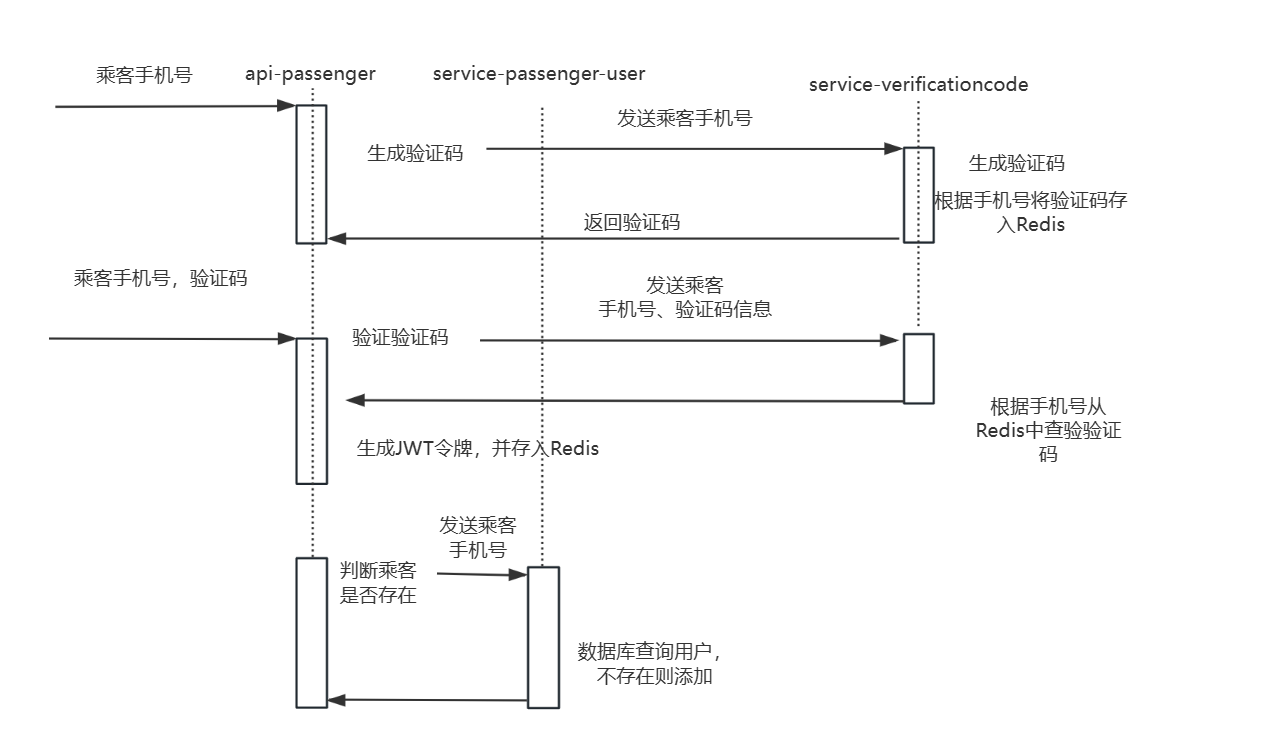 乘客手机号
api-passenger
service-passenger-user
service-verificationcode
发送乘客手机号
生成验证码
生成验证码
根据手机号将验证码存
入Redis
返回验证码
乘客手机号，验证码
发送乘客
手机号、验证码信息
验证验证码
根据手机号从
Redis中查验验证
码
生成JWT令牌，并存入Redis
发送乘客
手机号
判断乘客
是否存在
数据库查询用户，
不存在则添加